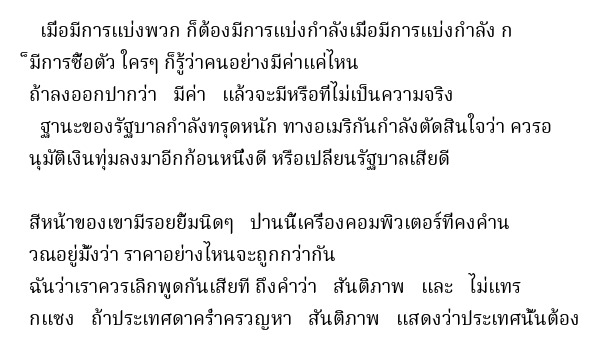 เมื่อมีการแบ่งพวก ก็ต้องมีการแบ่งกำลังเมื่อมีการแบ่งกำลัง ก
็มีการซื้อตัว ใครๆ ก็รู้ว่าคนอย่างมีค่าแค่ไหน
ถ้าลงออกปากว่า มีค่า แล้วจะมีหรือที่ไม่เป็นความจริง
ฐานะของรัฐบาลกำลังทรุดหนัก ทางอเมริกันกำลังตัดสินใจว่า ควรอ
นุมัติเงินทุ่มลงมาอีกก้อนหนึ่งดี หรือเปลี่ยนรัฐบาลเสียดี
สีหน้าของเขามีรอยยิ้มนิดๆ ปานนี้เครื่องคอมพิวเตอร์ที่คงคำน
วณอยู่มั้งว่า ราคาอย่างไหนจะถูกกว่ากัน
ฉันว่าเราควรเลิกพูดกันเสียที ถึงคำว่า สันติภาพ และ ไม่แทร
กแซง ถ้าประเทศดาคร่ำครวญหา สันติภาพ แสดงว่าประเทศนั้นต้อง